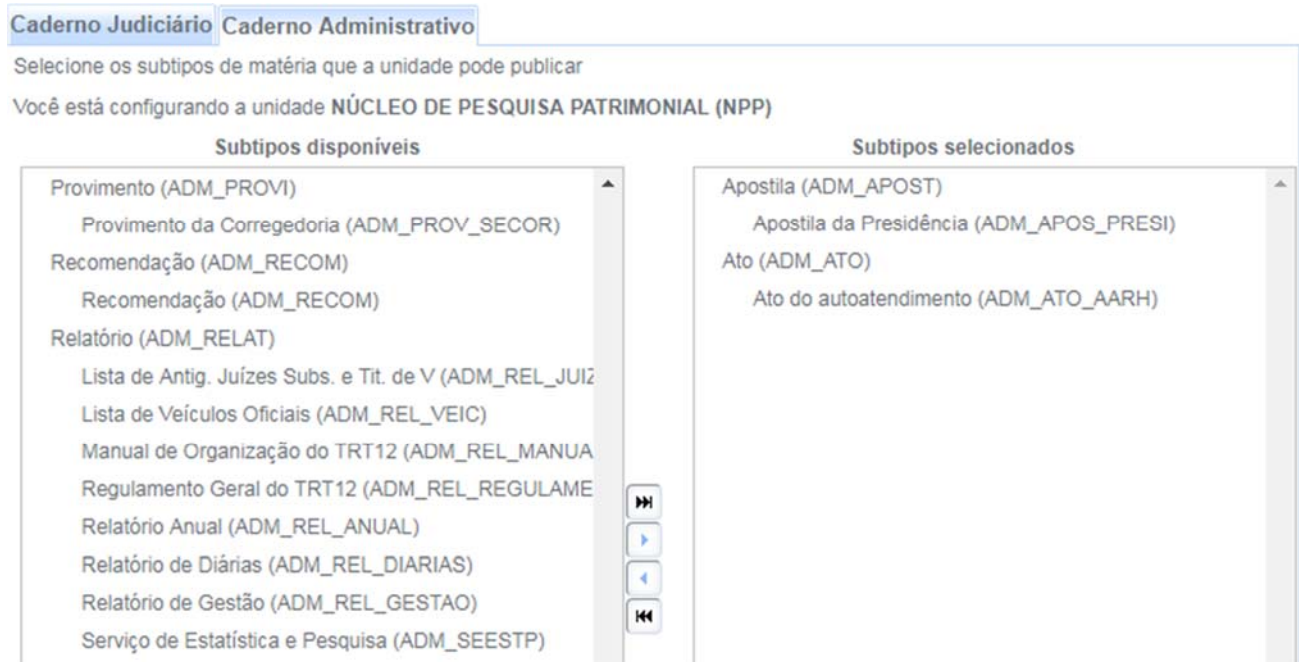 Caderno Judiciário Caderno Administrativo
Selecione os subtipos de matéria que a unidade pode publicar
Você está configurando a unidade NÚCLEO DE PESQUISA PATRIMONIAL (NPP)
Subtipos disponíveis
Provimento (ADM_PROVI)
Provimento da Corregedoria (ADM_PROV_SECOR)
Recomendação (ADM_RECOM)
Recomendação (ADM_RECOM)
Relatório (ADM_RELAT)
Lista de Antig. Juízes Subs. e Tit. de V (ADM_REL_JUIZ
Lista de Veículos Oficiais (ADM_REL_VEIC)
Manual de Organização do TRT12 (ADM_REL_MANUA
Regulamento Geral do TRT12 (ADM_REL_REGULAME
Relatório Anual (ADM_REL_ANUAL)
Relatório de Diárias (ADM_REL_DIARIAS)
Relatório de Gestão (ADM_REL_GESTAO)
Serviço de Estatística e Pesquisa (ADM_SEESTP)
Subtipos selecionados
Apostila (ADM_APOST)
Apostila da Presidência (ADM_APOS_PRESI)
Ato (ADM_ATO)
Ato do autoatendimento (ADM_ATO_AARH)